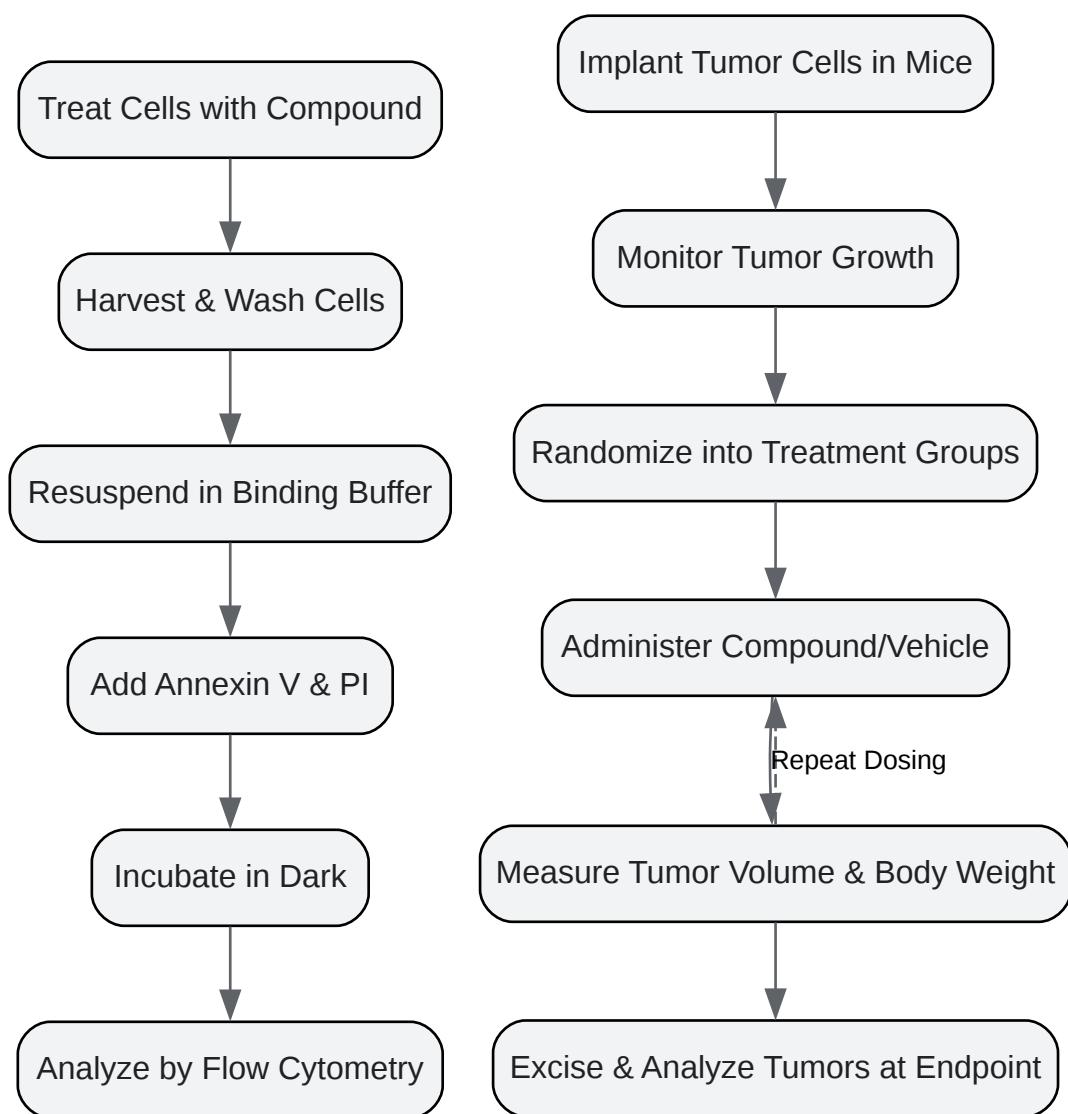 Treat Cells with Compound
Harvest & Wash Cells
Resuspend in Binding Buffer
Add Annexin V & PI
Incubate in Dark
Analyze by Flow Cytometry
Implant Tumor Cells in Mice
Monitor Tumor Growth
Randomize into Treatment Groups
Administer Compound/Vehicle
Repeat Dosing
Measure Tumor Volume & Body Weight
Excise & Analyze Tumors at Endpoint